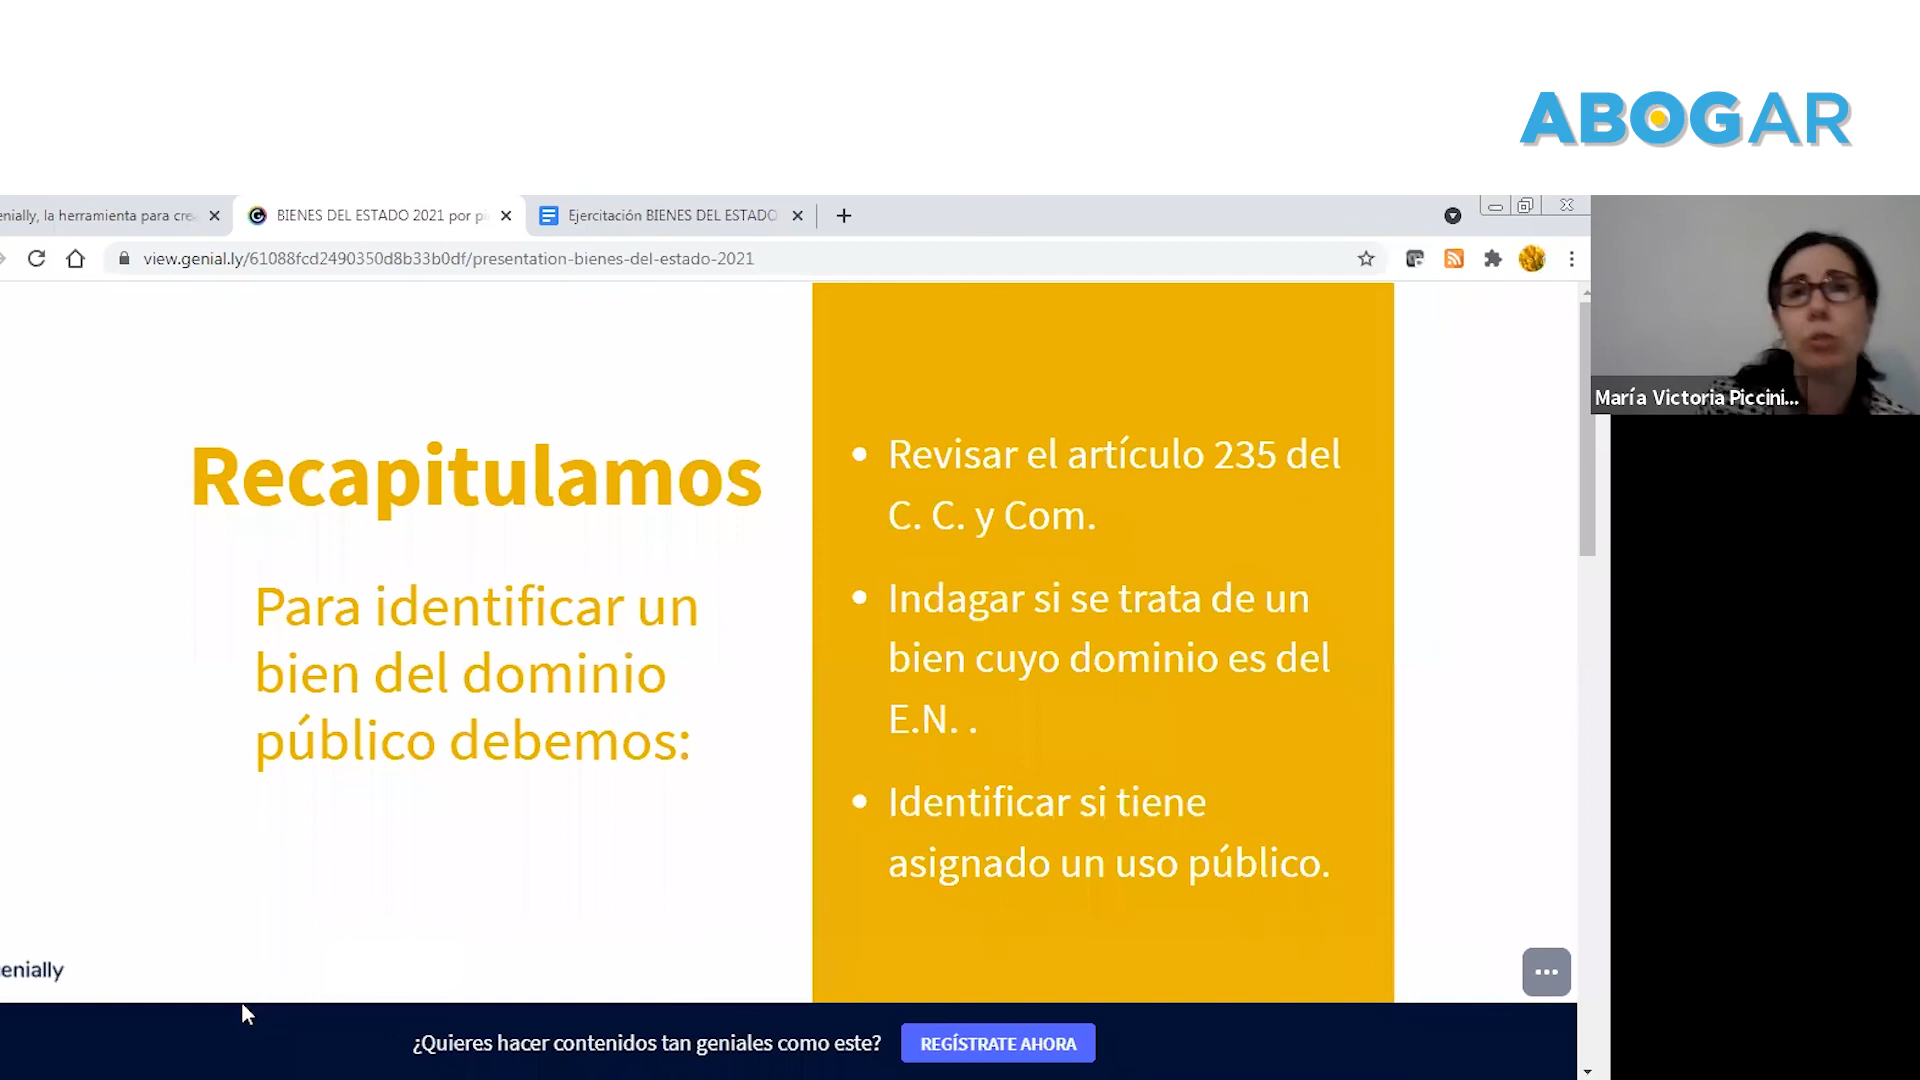 ABOGAR
enially, la herramienta para cre
BIENES DEL ESTADO 2021 por pi
Ejercitación BIENES DEL ESTADO
view.genial.ly/61088fcd2490350d8b33b0df/presentation-bienes-del-estado-2021
María Victoria Piccini...
Recapitulamos
Para identificar un
bien del dominio
público debemos:
• Revisar el artículo 235 del
C. C. y Com.
• Indagar si se trata de un
bien cuyo dominio es del
E.N. .
• Identificar si tiene
asignado un uso público.
enially
¿Quieres hacer contenidos tan geniales como este?
REGÍSTRATE AHORA